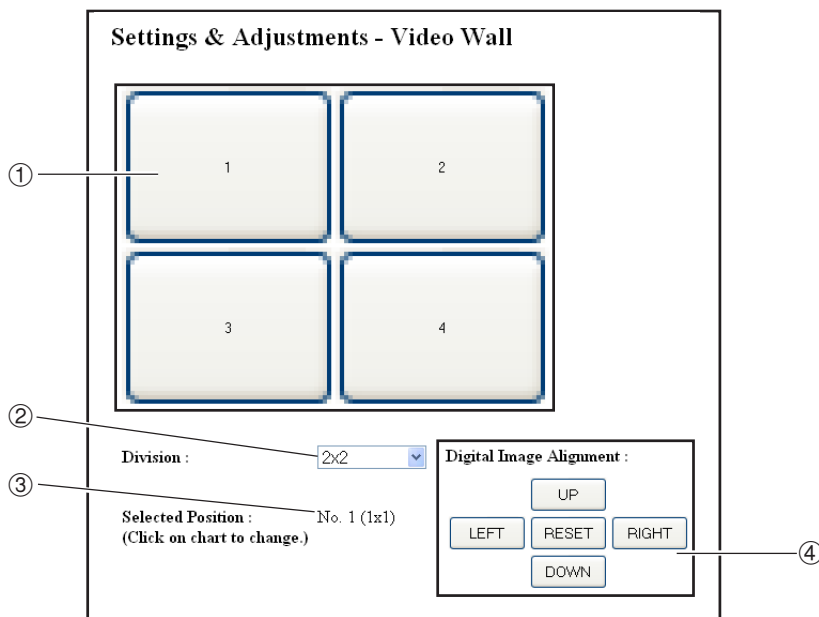 Settings & Adjustments - Video Wall
①
1
2
3
4
②
Division :
2x2
③
Selected Position :
No. 1 (1x1)
(Click on chart to change.)
Digital Image Alignment :
UP
LEFT
RESET
RIGHT
DOWN
④